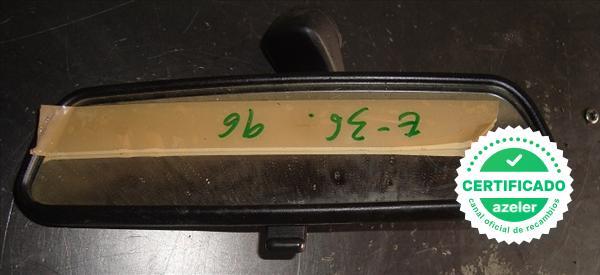 E-36. 96
CERTIFICADO
azeler
canal oficial de recambios